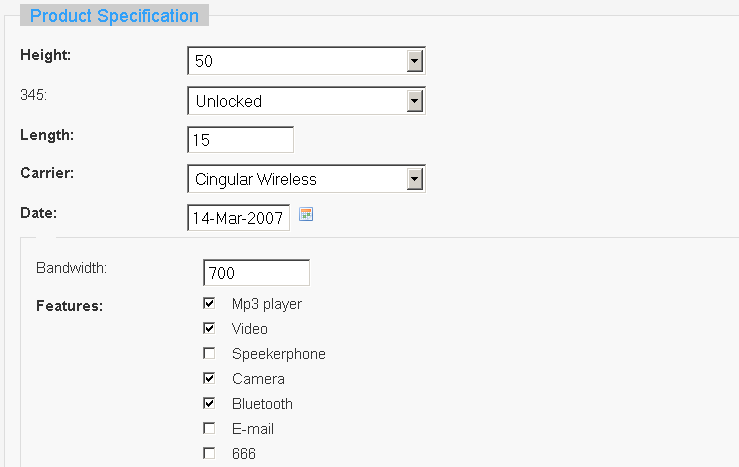 Product Specification
Height: 50
345: Unlocked
Length: 15
Carrier: Cingular Wireless
Date: 14-Mar-2007
Bandwidth: 700
Features: Mp3 player
Video
Speekerphone
Camera
Bluetooth
E-mail
666